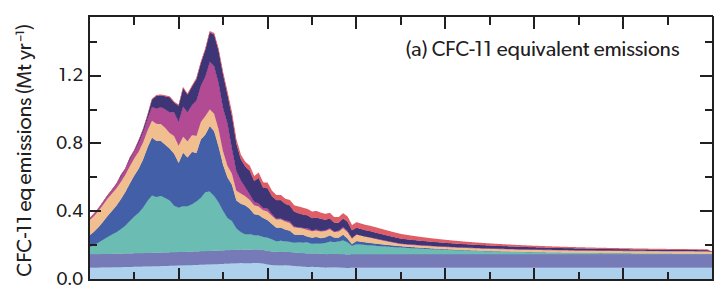 (a) CFC-11 equivalent emissions
CFC-11 eq emissions (Mt yr⁻¹)
1.2
0.8
0.4
0.0